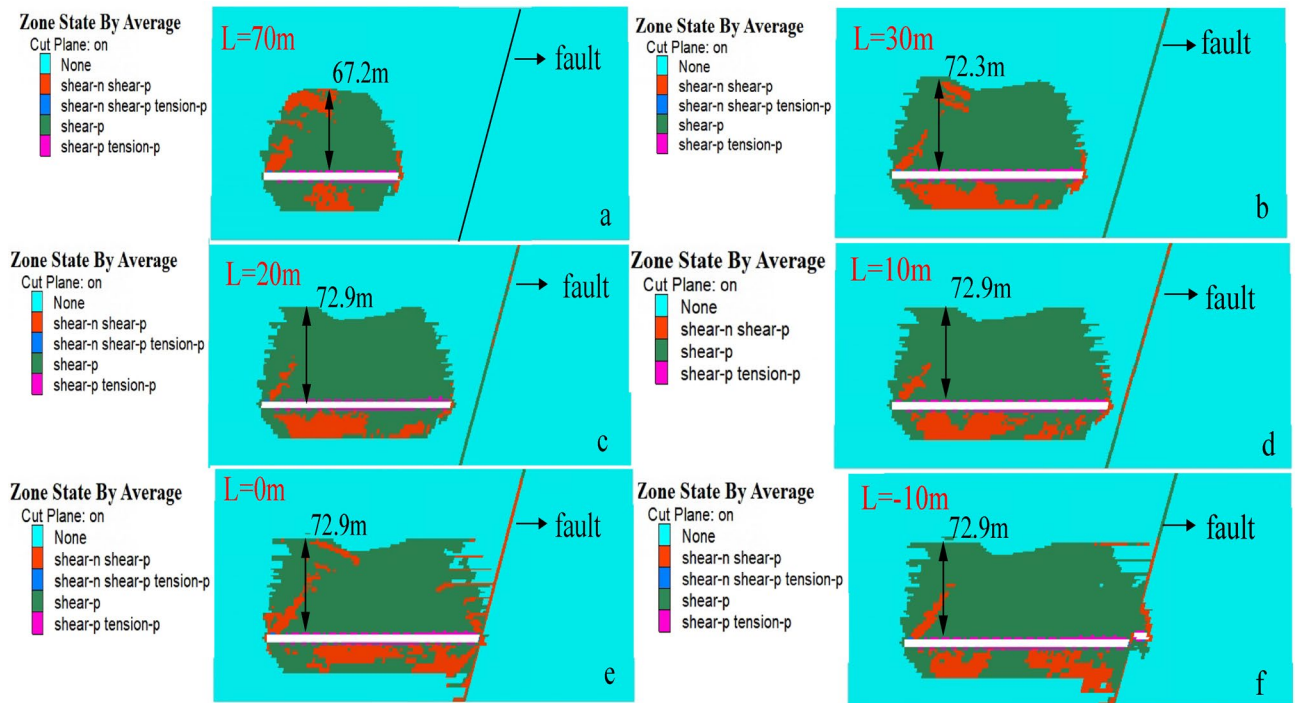 Zone State By Average
Cut Plane: on
None
shear-n shear-p
shear-n shear-p tension-p
shear-p
shear-p tension-p
L=70m
67.2m
fault
a
Zone State By Average
Cut Plane: on
None
shear-n shear-p
shear-n shear-p tension-p
shear-p
shear-p tension-p
L=30m
72.3m
fault
b
Zone State By Average
Cut Plane: on
None
shear-n shear-p
shear-n shear-p tension-p
shear-p
shear-p tension-p
L=20m
72.9m
fault
c
Zone State By Average
Cut Plane: on
None
shear-n shear-p
shear-p
shear-p tension-p
L=10m
72.9m
fault
d
Zone State By Average
Cut Plane: on
None
shear-n shear-p
shear-n shear-p tension-p
shear-p
shear-p tension-p
L=0m
72.9m
fault
e
Zone State By Average
Cut Plane: on
None
shear-n shear-p
shear-n shear-p tension-p
shear-p
shear-p tension-p
L=-10m
72.9m
fault
f